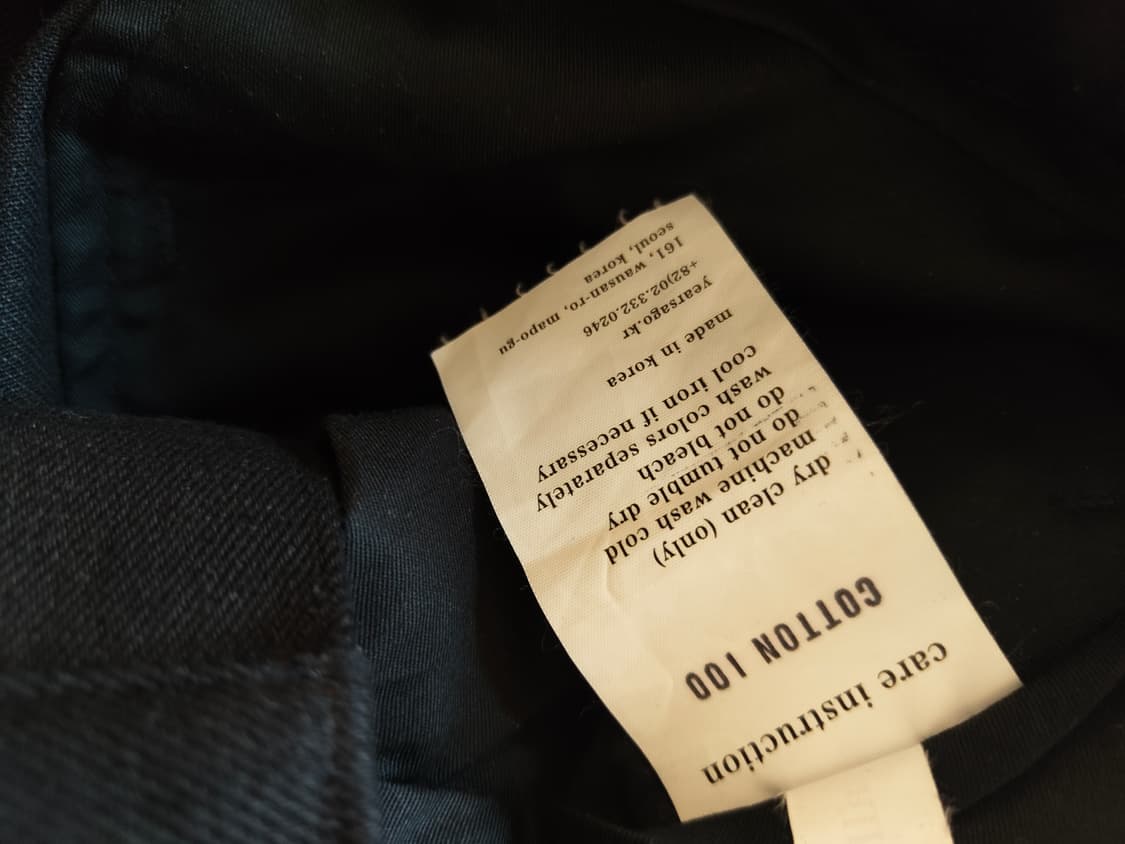 care instruction
COTTON 100
dry clean (only)
machine wash cold
do not tumble dry
do not bleach
wash colors separately
cool iron if necessary
made in korea
yearsago.kr
+82)02.332.0246
161, wausan-ro, mapo-gu
seoul, korea